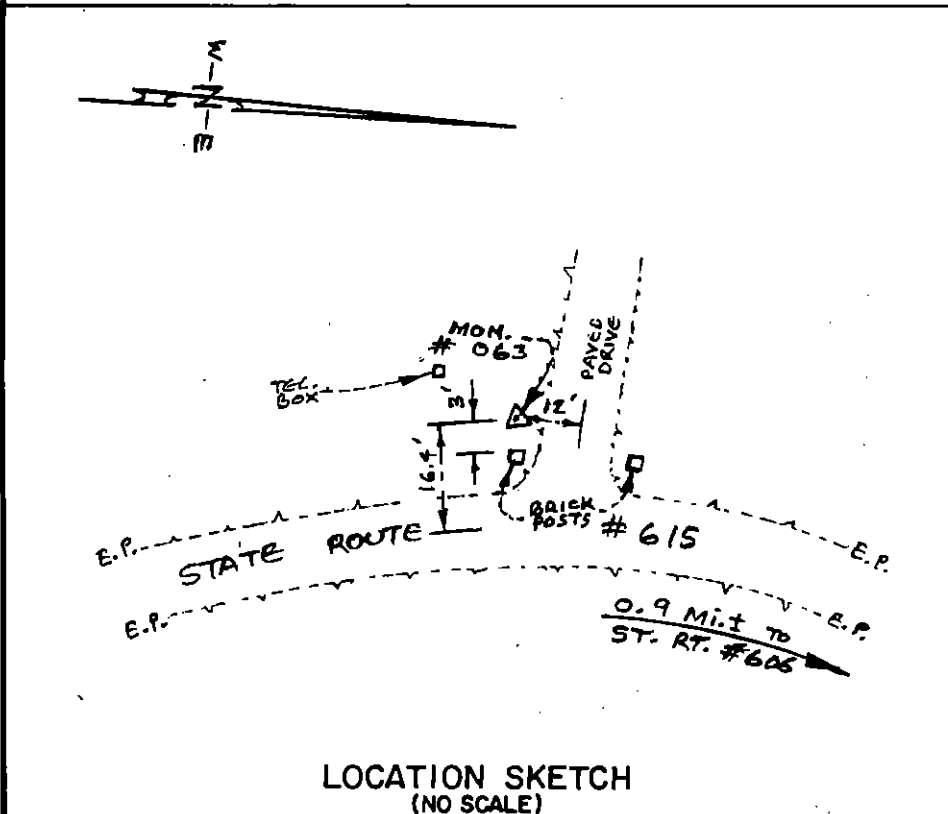 W
N
E
MON.
# 063
PAVED
DRIVE
TEL.
BOX
3'
12'
16.4'
BRICK
POSTS
# 615
E.P.
STATE ROUTE
E.P.
E.P.
E.P.
0.9 Mi.± TO
ST. RT. #606
LOCATION SKETCH
(NO SCALE)